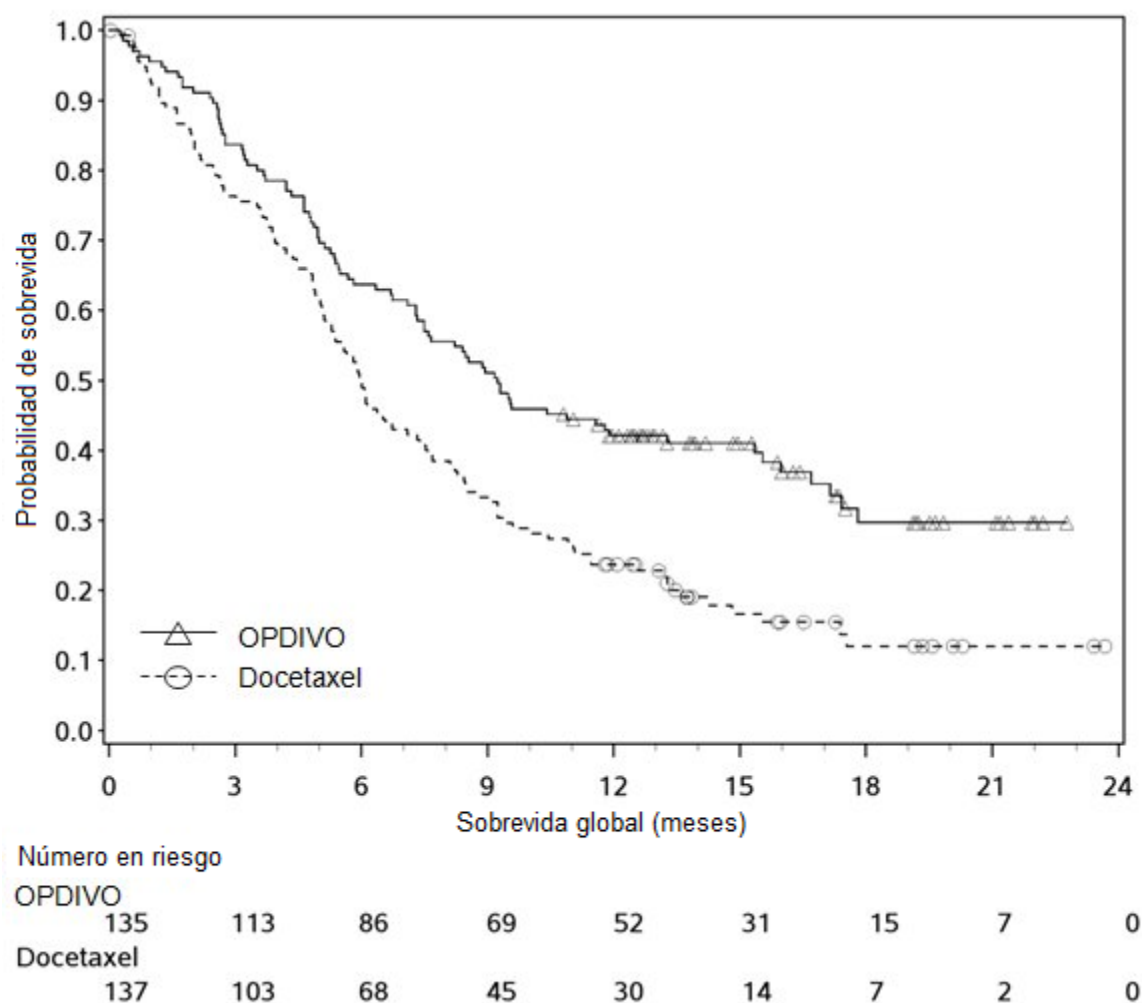 1.0
0.9
0.8
0.7
0.6
0.5
0.4
0.3
0.2
0.1
0.0
Probabilidad de sobrevida
OPDIVO
Docetaxel
0 3 6 9 12 15 18 21 24
Sobrevida global (meses)
Número en riesgo
OPDIVO
135 113 86 69 52 31 15 7 0
Docetaxel
137 103 68 45 30 14 7 2 0